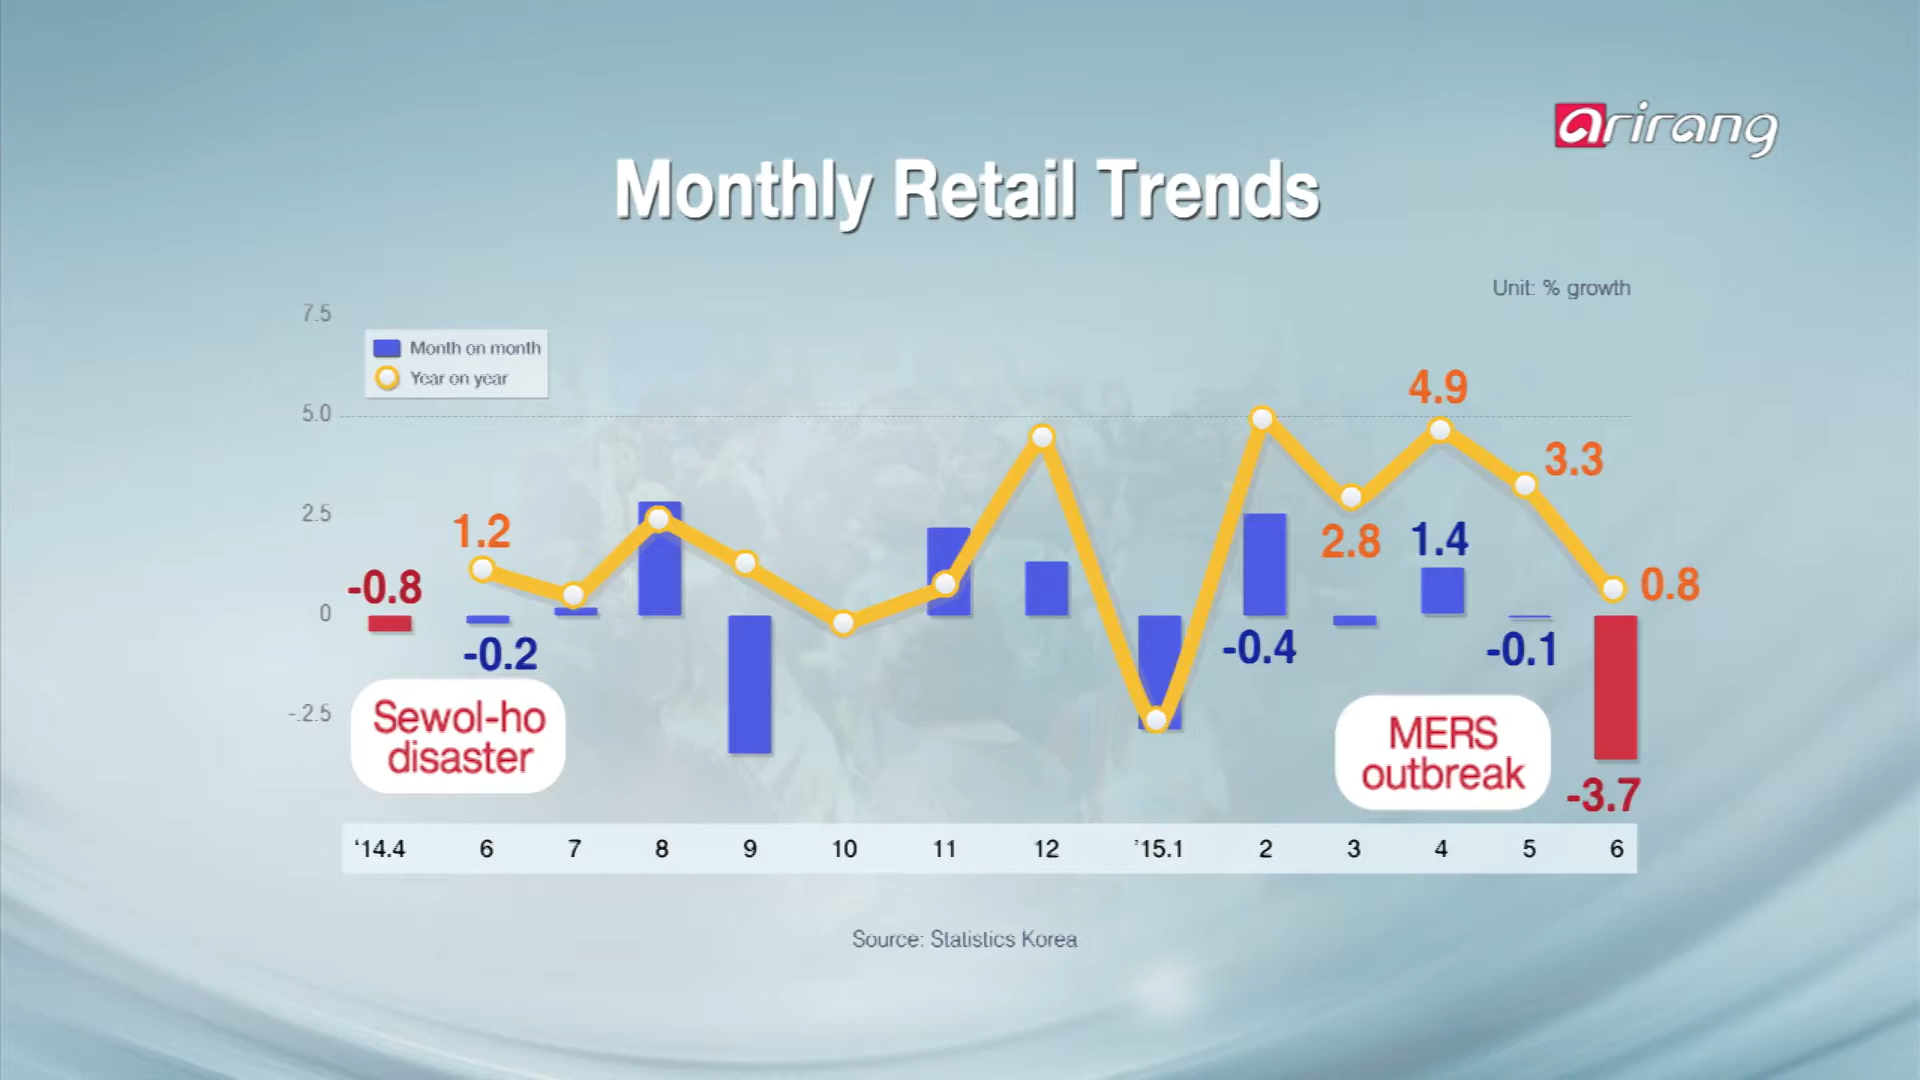 arirang
Monthly Retail Trends
Unit: % growth
7.5
5.0
2.5
0
-.2.5
Month on month
Year on year
4.9
3.3
1.2
2.8
1.4
-0.8
0.8
-0.2
-0.4
-0.1
-3.7
Sewol-ho
disaster
MERS
outbreak
‘14.4 6 7 8 9 10 11 12 ’15.1 2 3 4 5 6
Source: Statistics Korea